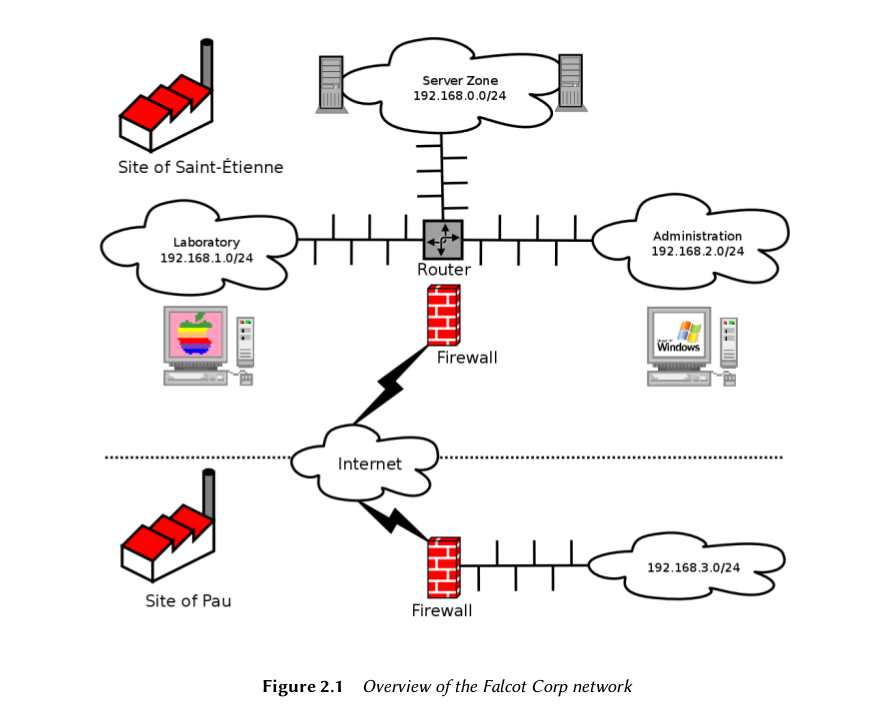 Server Zone
192.168.0.0/24
Site of Saint-Étienne
Laboratory
192.168.1.0/24
Administration
192.168.2.0/24
Router
Windows
Firewall
Internet
Site of Pau
192.168.3.0/24
Firewall
Figure 2.1 Overview of the Falcot Corp network